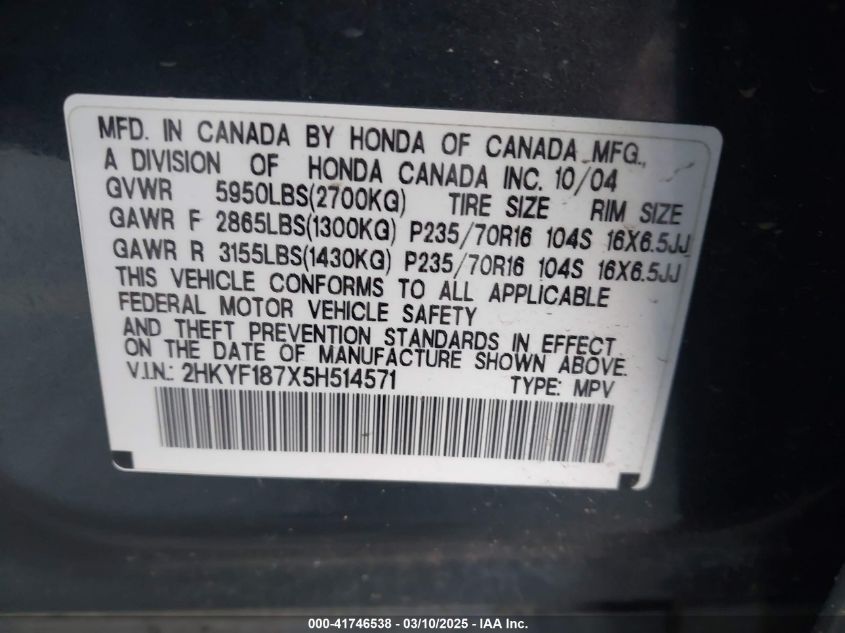 MFD. IN CANADA BY HONDA OF CANADA MFG.,
A DIVISION OF HONDA CANADA INC. 10/04
GVWR 5950LBS(2700KG) TIRE SIZE RIM SIZE
GAWR F 2865LBS(1300KG) P235/70R16 104S 16X6.5JJ
GAWR R 3155LBS(1430KG) P235/70R16 104S 16X6.5JJ
THIS VEHICLE CONFORMS TO ALL APPLICABLE
FEDERAL MOTOR VEHICLE SAFETY
AND THEFT PREVENTION STANDARDS IN EFFECT
ON THE DATE OF MANUFACTURE SHOWN ABOVE.
V.I.N.: 2HKYF187X5H514571 TYPE: MPV
000-41746538 - 03/10/2025 - IAA Inc.